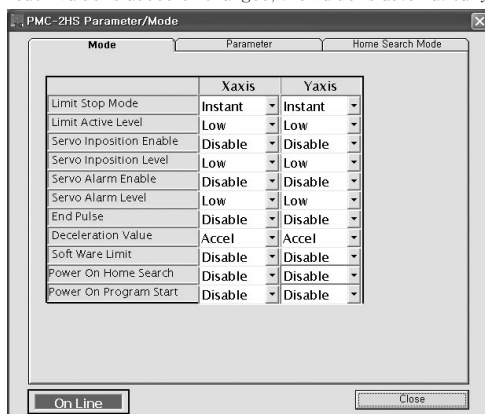 PMC-2HS Parameter/Mode
Mode Parameter Home Search Mode
Xaxis Yaxis
Limit Stop Mode Instant Instant
Limit Active Level Low Low
Servo Inposition Enable Disable Disable
Servo Inposition Level Low Low
Servo Alarm Enable Disable Disable
Servo Alarm Level Low Low
End Pulse Disable Disable
Deceleration Value Accel Accel
Soft Ware Limit Disable Disable
Power On Home Search Disable Disable
Power On Program Start Disable Disable
On Line Close